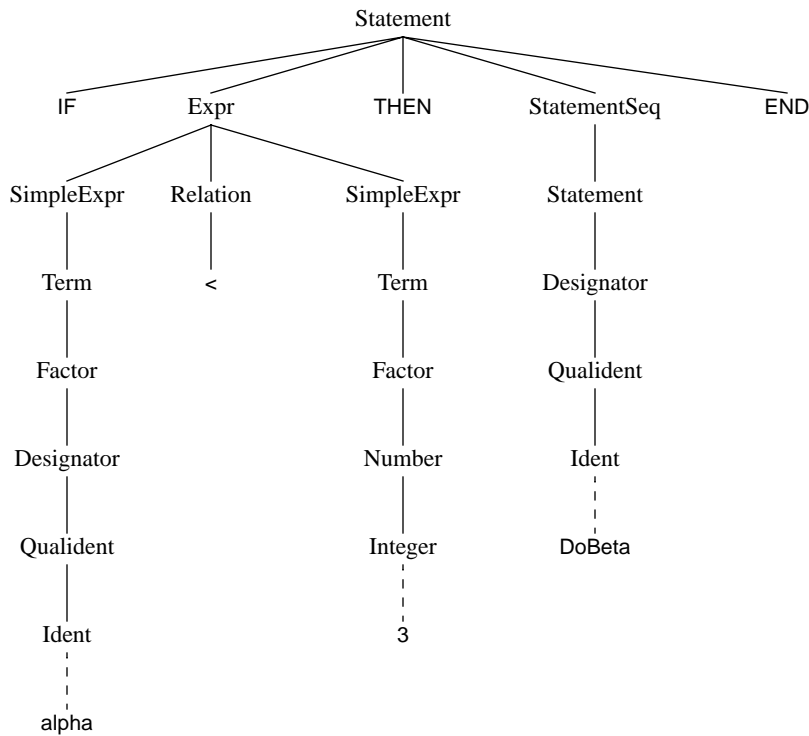 Statement
IF Expr THEN StatementSeq END
SimpleExpr Relation SimpleExpr Statement
Term < Term Designator
Factor Factor Qualident
Designator Number Ident
Qualident Integer DoBeta
Ident 3
alpha